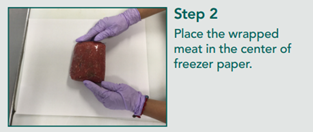 Step 2
Place the wrapped
meat in the center of
freezer paper.